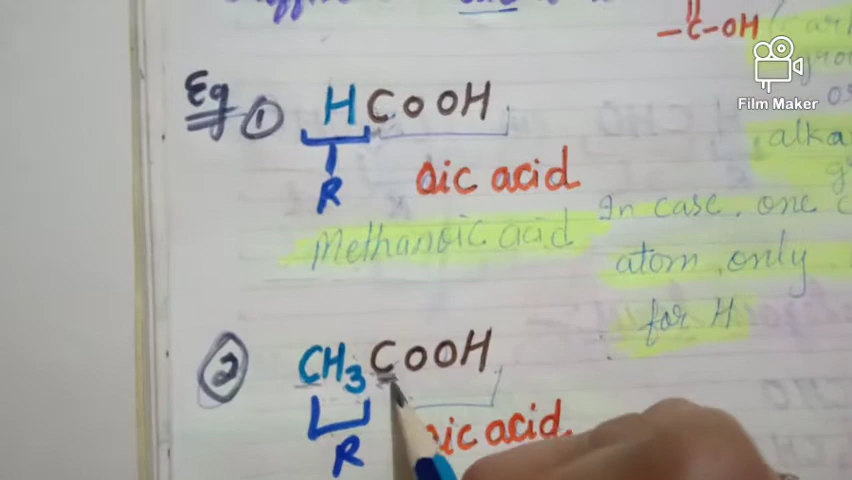 -C-OH
Film Maker
Eg ① HCOOH
R oic acid
alka
Methanoic acid In case, one c
atom, only
for H
② CH3COOH
R oic acid